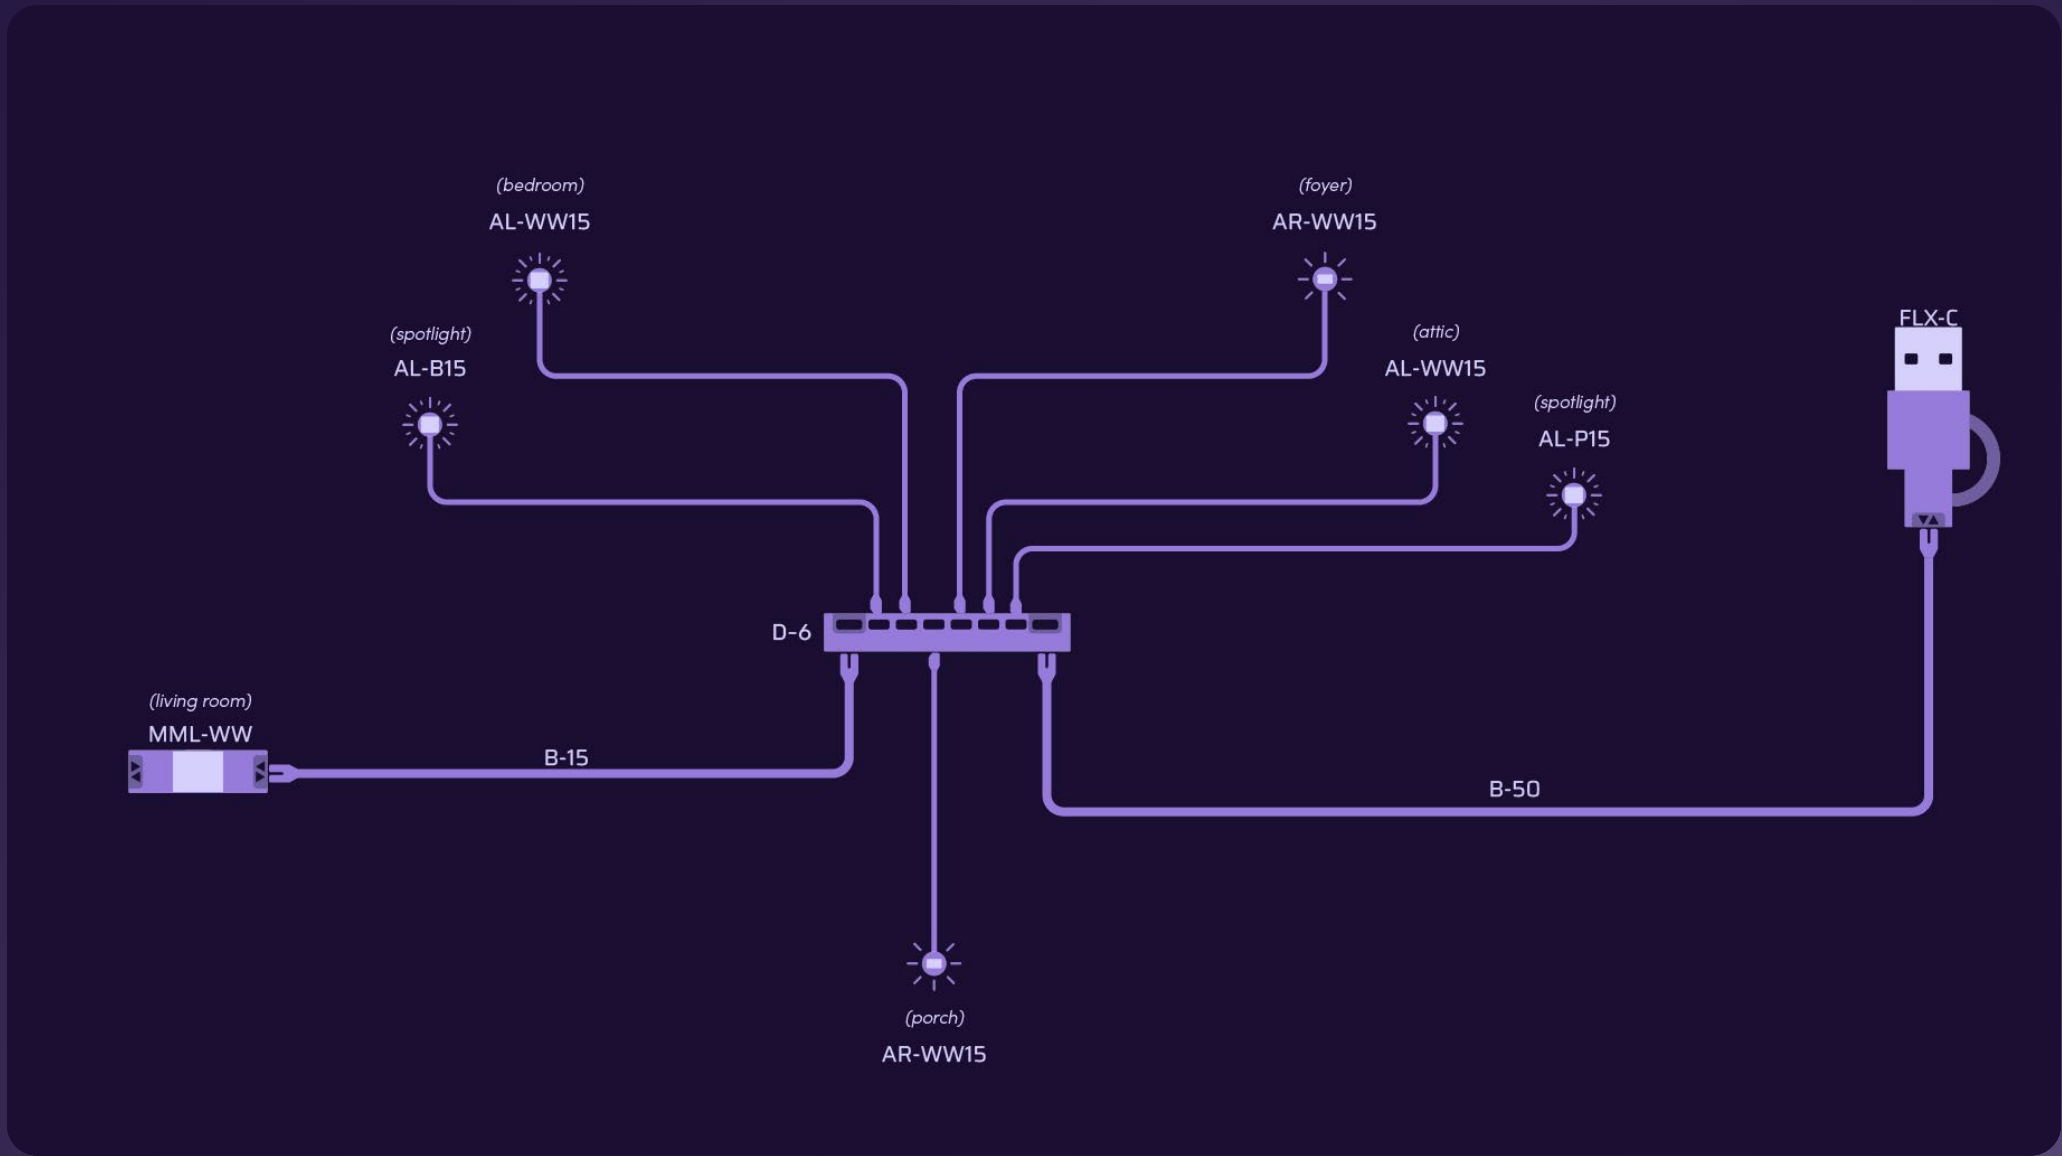 (bedroom)
AL-WW15
(foyer)
AR-WW15
(spotlight)
AL-B15
(attic)
AL-WW15
(spotlight)
AL-P15
FLX-C
D-6
(living room)
MML-WW
B-15
B-50
(porch)
AR-WW15